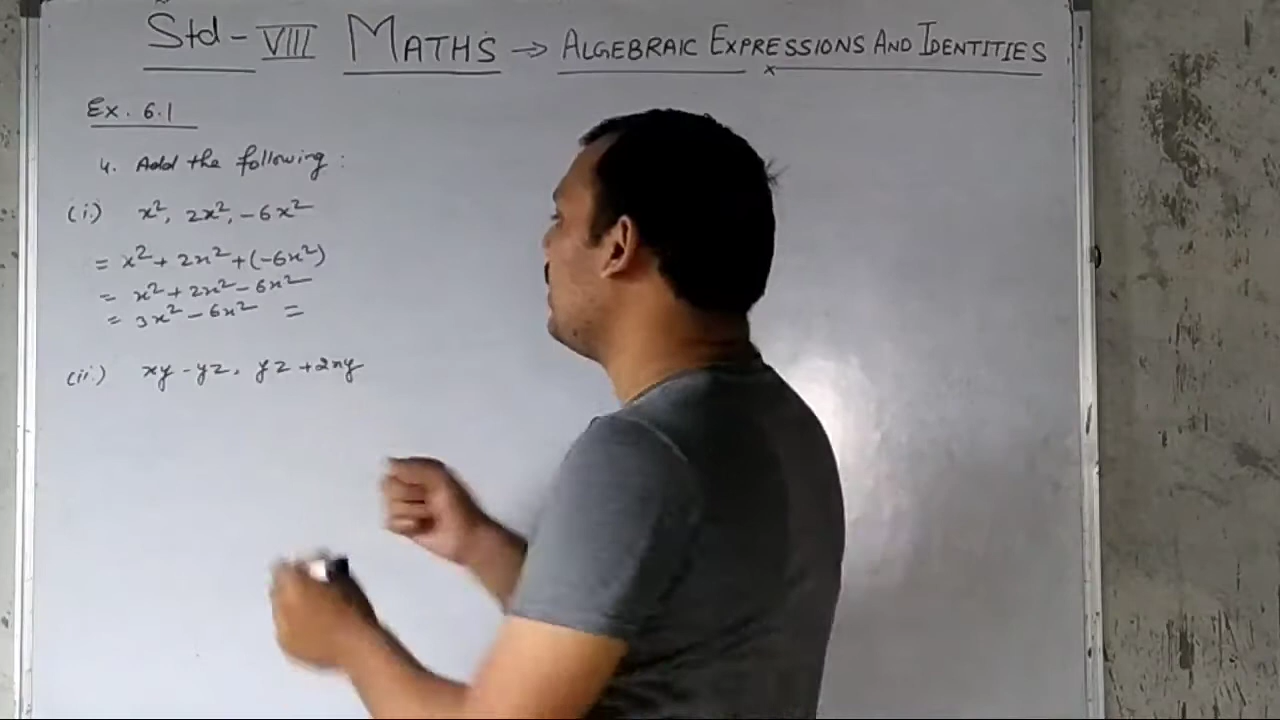 Std - VIII MATHS → ALGEBRAIC EXPRESSIONS AND IDENTITIES
Ex. 6.1
4. Add the following :
(i.) x², 2x², -6x²
= x² + 2x² + (-6x²)
= x² + 2x² - 6x²
= 3x² - 6x² =
(ii.) xy - yz, yz + 2xy